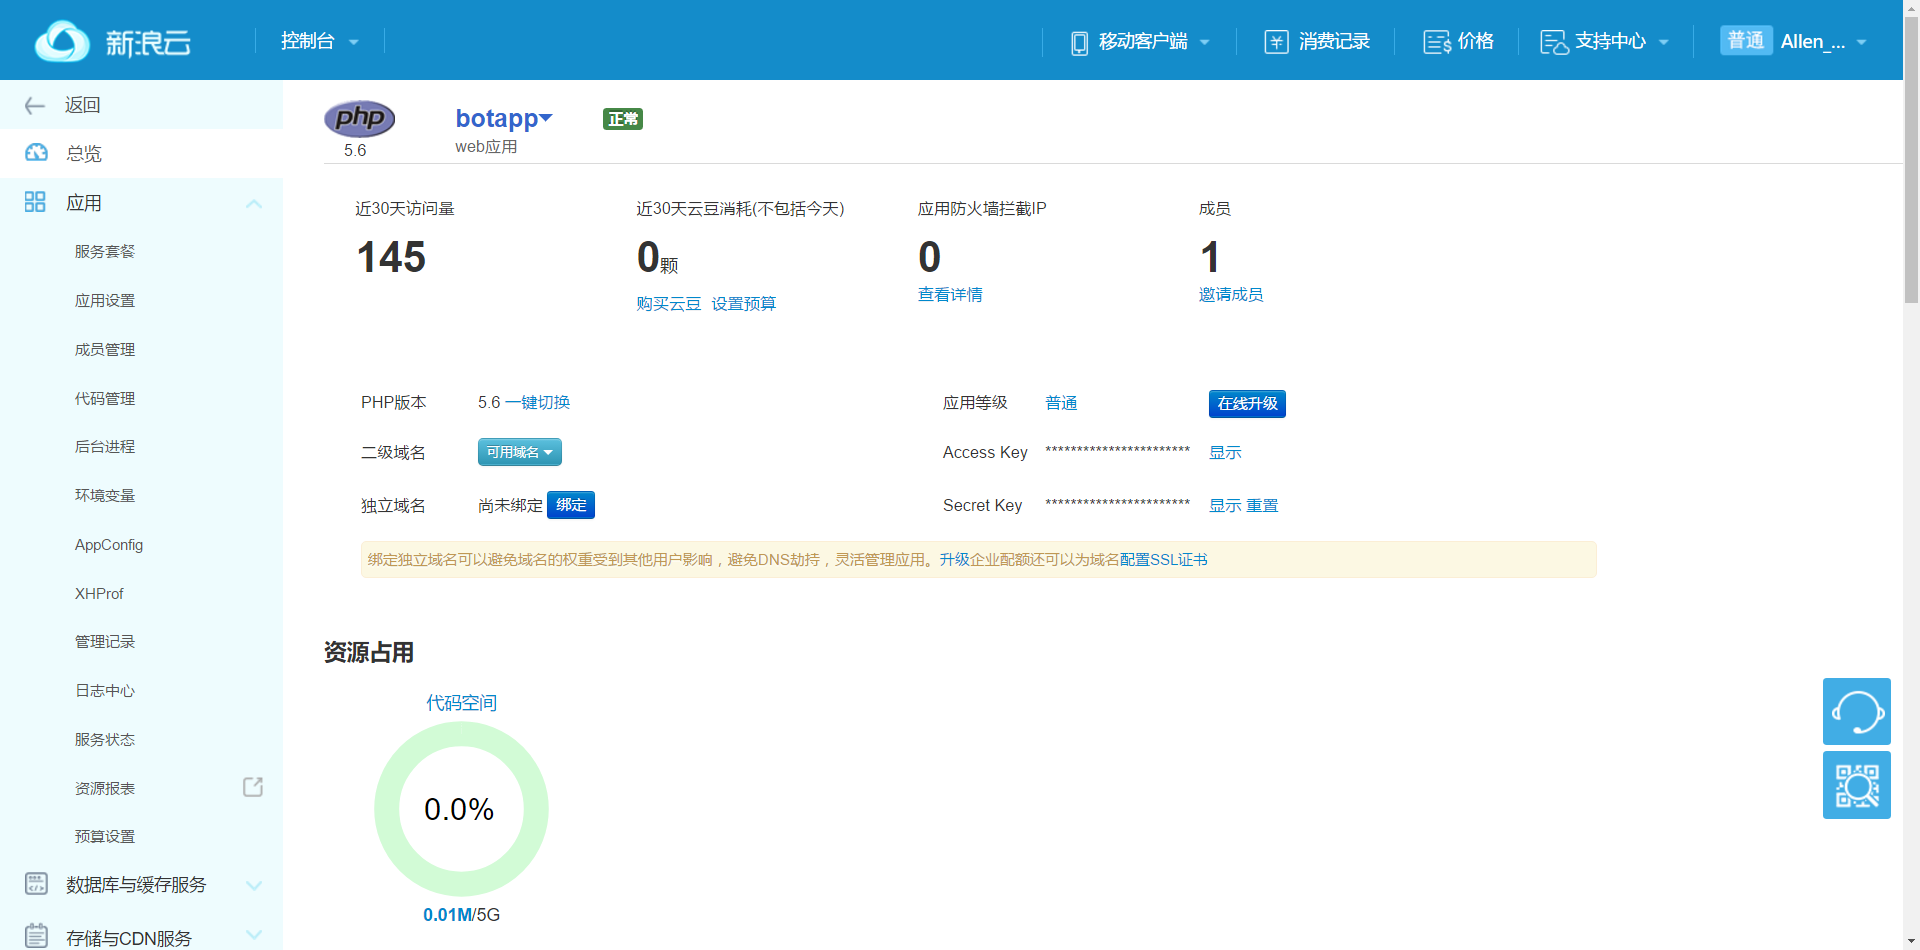 新浪云
控制台
移动客户端
消费记录
价格
支持中心
普通 Allen_...
返回
总览
应用
服务套餐
应用设置
成员管理
代码管理
后台进程
环境变量
AppConfig
XHProf
管理记录
日志中心
服务状态
资源报表
预算设置
数据库与缓存服务
存储与CDN服务
php
5.6
botapp
web应用
正常
近30天访问量
145
近30天云豆消耗(不包括今天)
0颗
购买云豆 设置预算
应用防火墙拦截IP
0
查看详情
成员
1
邀请成员
PHP版本 5.6 一键切换
应用等级 普通 在线升级
二级域名 可用域名
Access Key *********************** 显示
独立域名 尚未绑定 绑定
Secret Key *********************** 显示 重置
绑定独立域名可以避免域名的权重受到其他用户影响，避免DNS劫持，灵活管理应用。升级企业配额还可以为域名配置SSL证书
资源占用
代码空间
0.0%
0.01M/5G